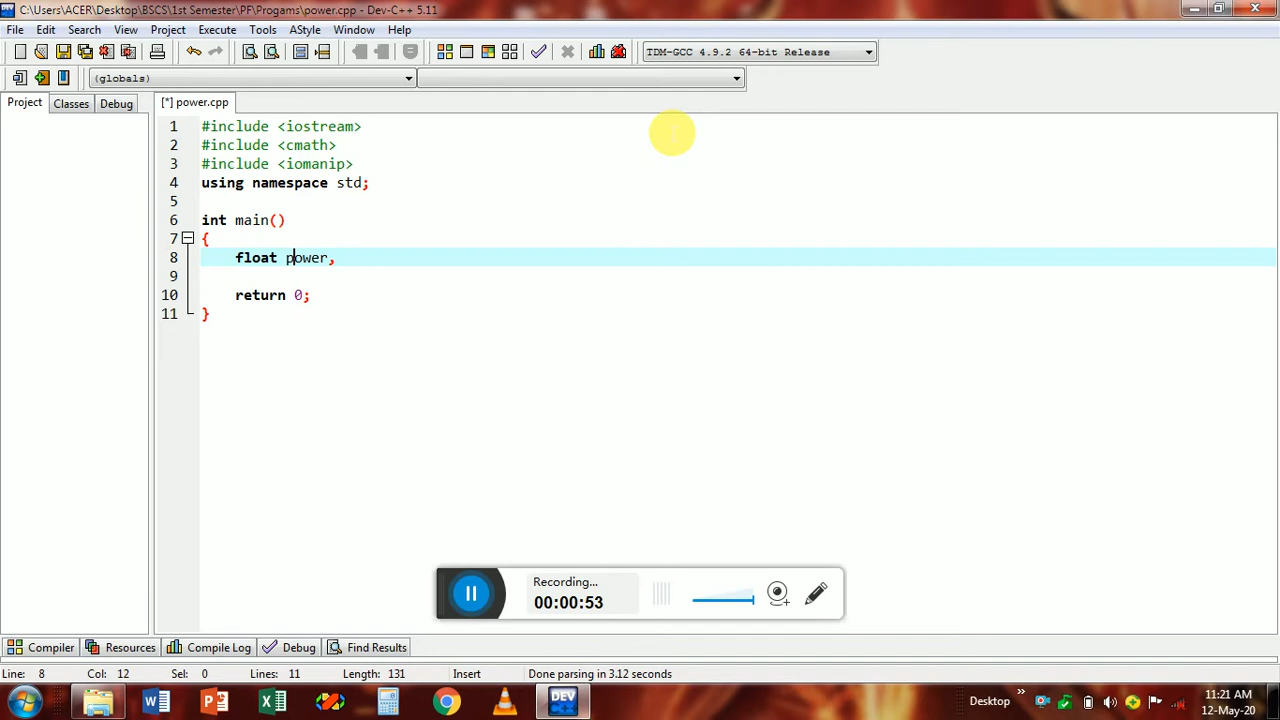 C:\Users\ACER\Desktop\BSCS\1st Semester\PF\Progams\power.cpp - Dev-C++ 5.11
File Edit Search View Project Execute Tools AStyle Window Help
TDM-GCC 4.9.2 64-bit Release
(globals)
Project Classes Debug [*] power.cpp
1 #include <iostream>
2 #include <cmath>
3 #include <iomanip>
4 using namespace std;
5
6 int main()
7 {
8 float power,
9
10 return 0;
11 }
Recording...
00:00:53
Compiler Resources Compile Log Debug Find Results
Line: 8 Col: 12 Sel: 0 Lines: 11 Length: 131 Insert Done parsing in 3.12 seconds
DEV C++
Desktop »
11:21 AM
12-May-20